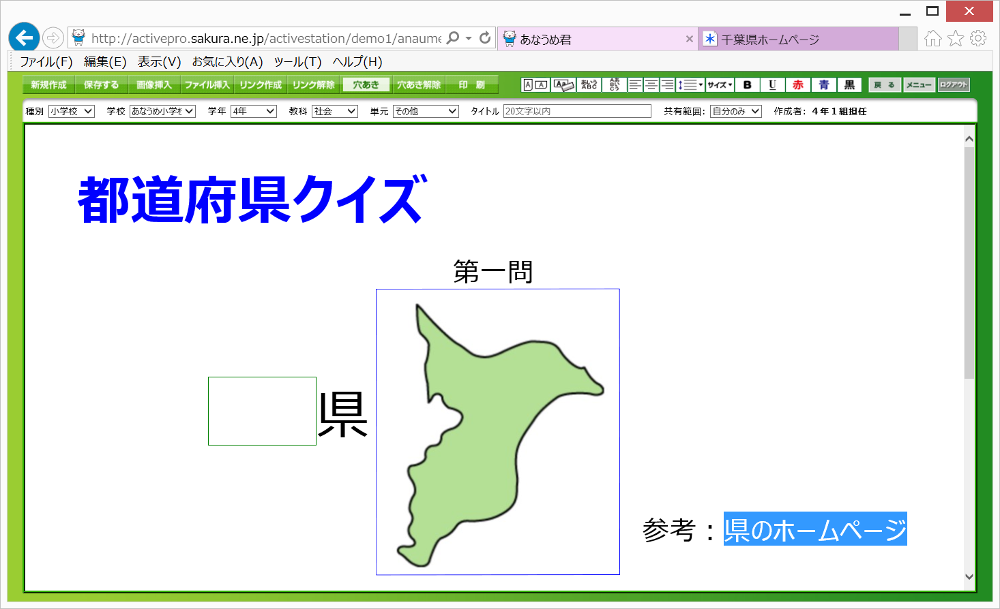 http://activepro.sakura.ne.jp/activestation/demo1/anaume
あなうめ君
千葉県ホームページ
ファイル(F) 編集(E) 表示(V) お気に入り(A) ツール(T) ヘルプ(H)
新規作成 保存する 画像挿入 ファイル挿入 リンク作成 リンク解除 穴あき 穴あき解除 印 刷 サイズ B U 赤 青 黒 戻 る メニュー ログアウト
種別 小学校 学校 あなうめ小学校 学年 4年 教科 社会 単元 その他 タイトル 20文字以内 共有範囲: 自分のみ 作成者: 4年1組担任
都道府県クイズ
第一問
県
参考：県のホームページ